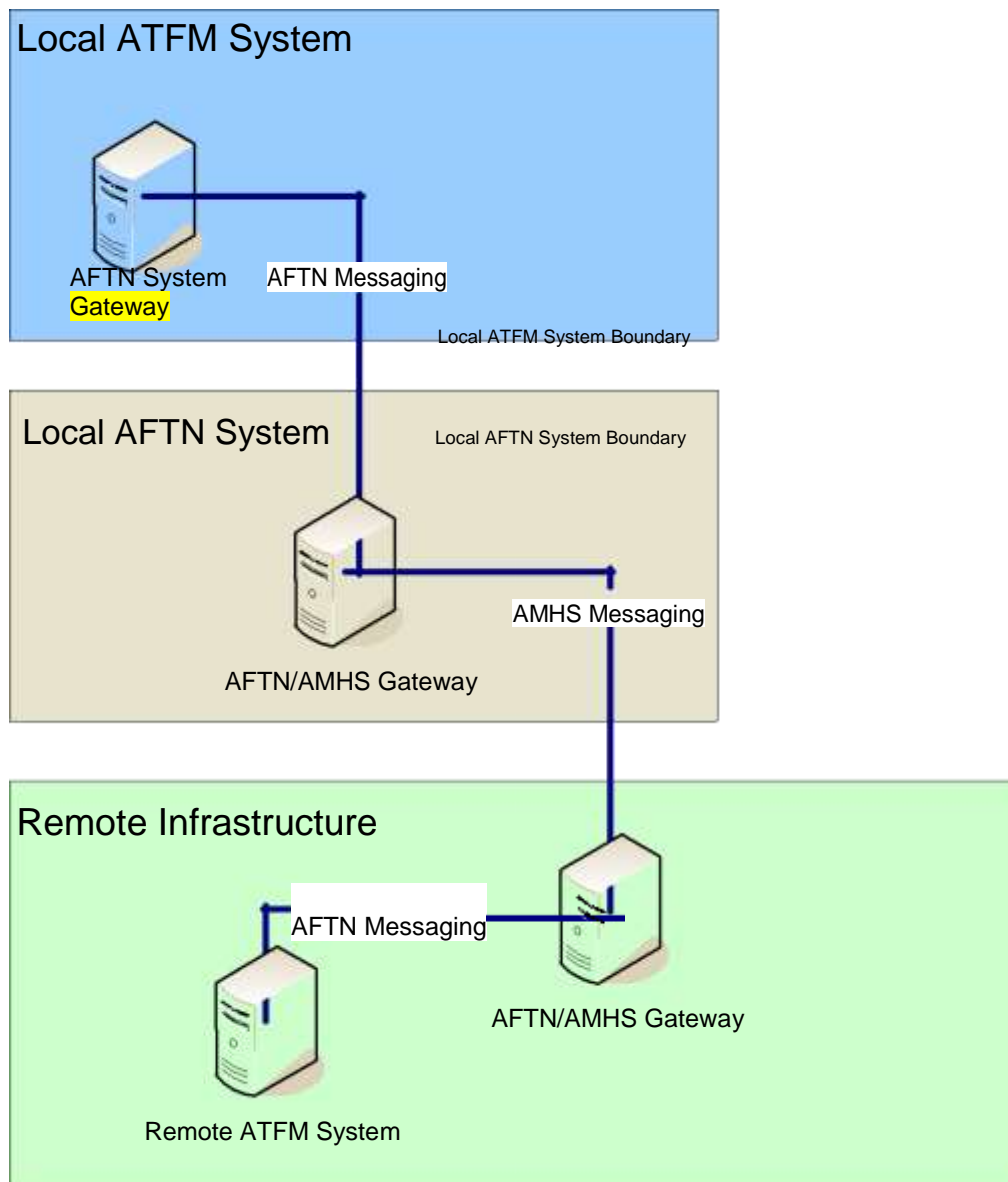 Local ATFM System
AFTN System
Gateway
AFTN Messaging
Local ATFM System Boundary
Local AFTN System
Local AFTN System Boundary
AMHS Messaging
AFTN/AMHS Gateway
Remote Infrastructure
AFTN Messaging
AFTN/AMHS Gateway
Remote ATFM System